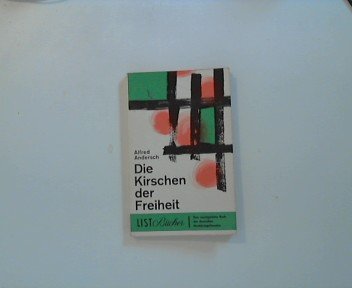 Alfred
Andersch
Die
Kirschen
der
Freiheit
LIST Bücher